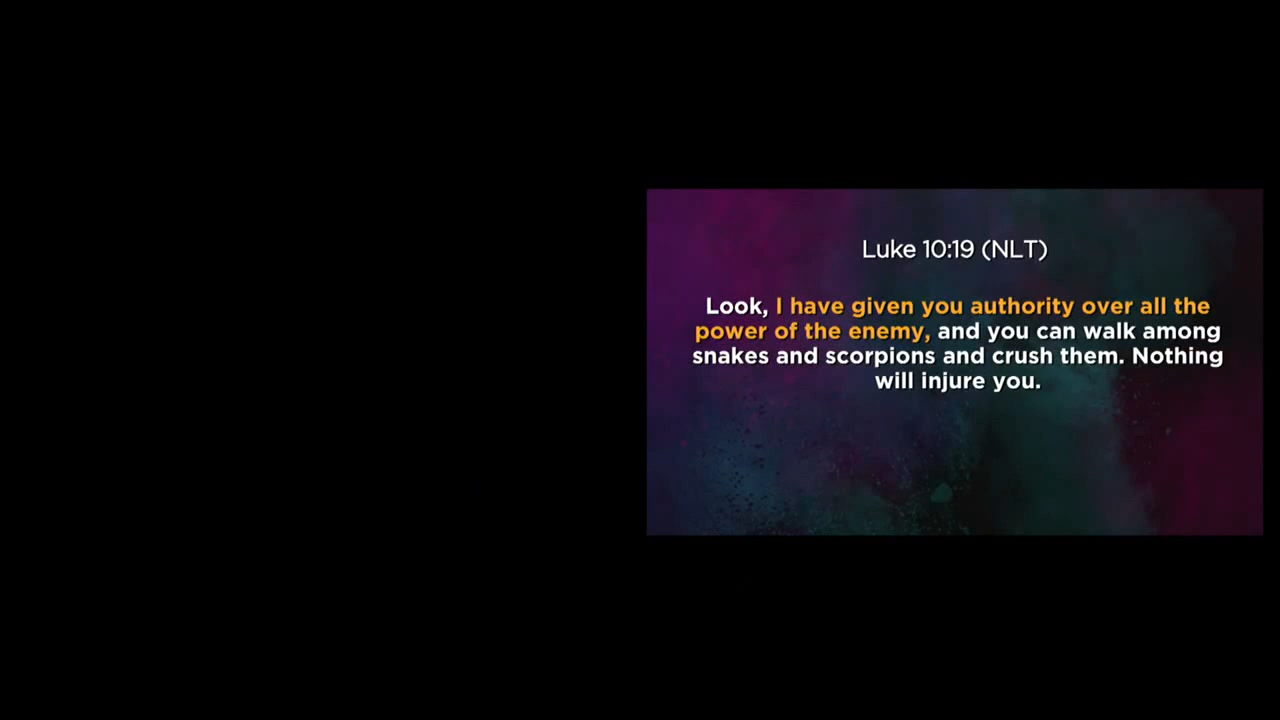 Luke 10:19 (NLT)
Look, I have given you authority over all the
power of the enemy, and you can walk among
snakes and scorpions and crush them. Nothing
will injure you.